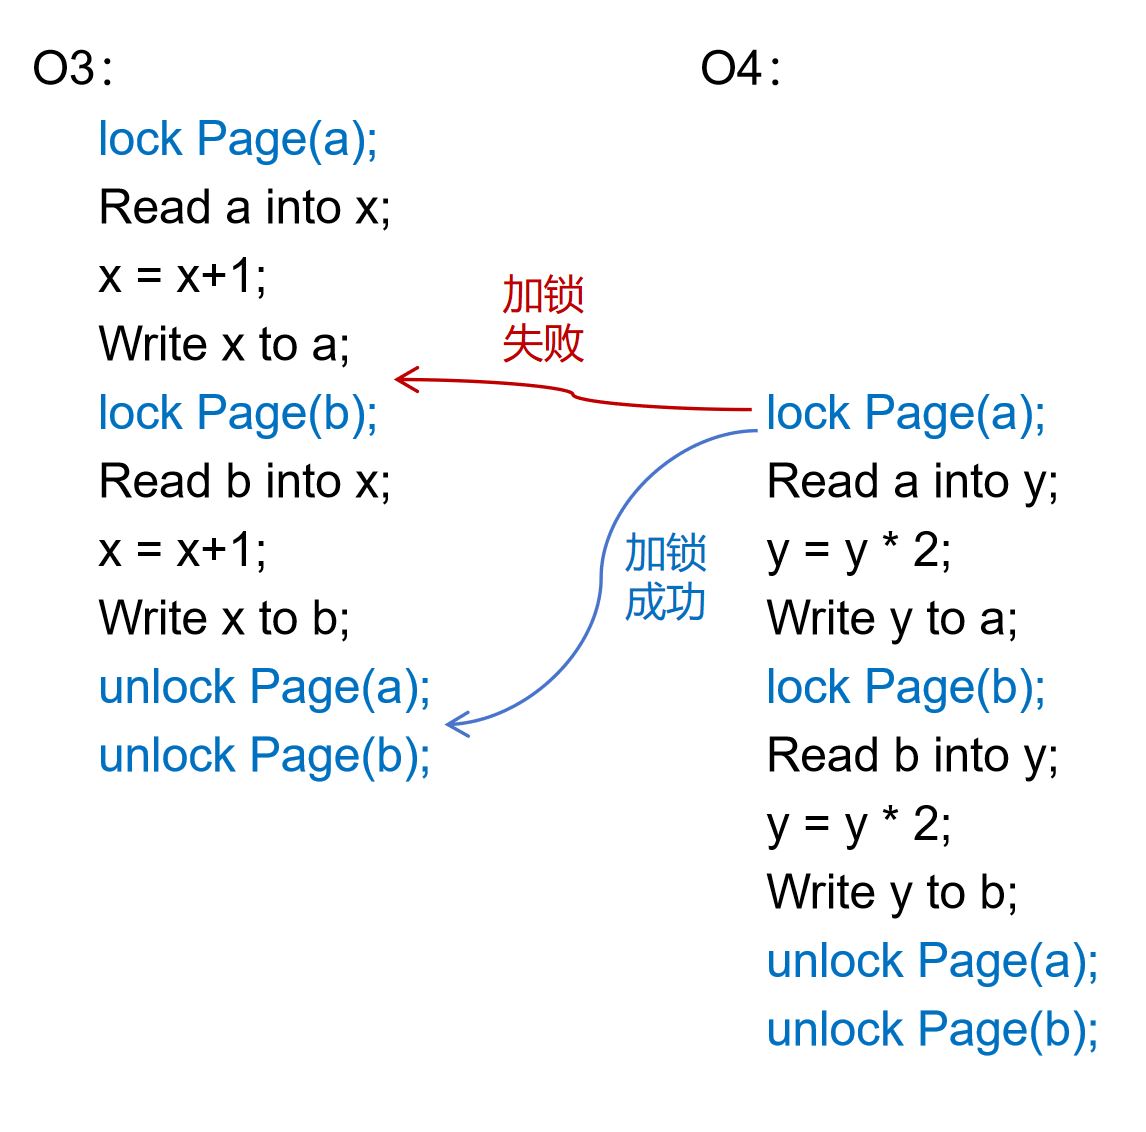 O3:
lock Page(a);
Read a into x;
x = x+1;
Write x to a;
lock Page(b);
Read b into x;
x = x+1;
Write x to b;
unlock Page(a);
unlock Page(b);
加锁
失败
加锁
成功
O4:
lock Page(a);
Read a into y;
y = y * 2;
Write y to a;
lock Page(b);
Read b into y;
y = y * 2;
Write y to b;
unlock Page(a);
unlock Page(b);